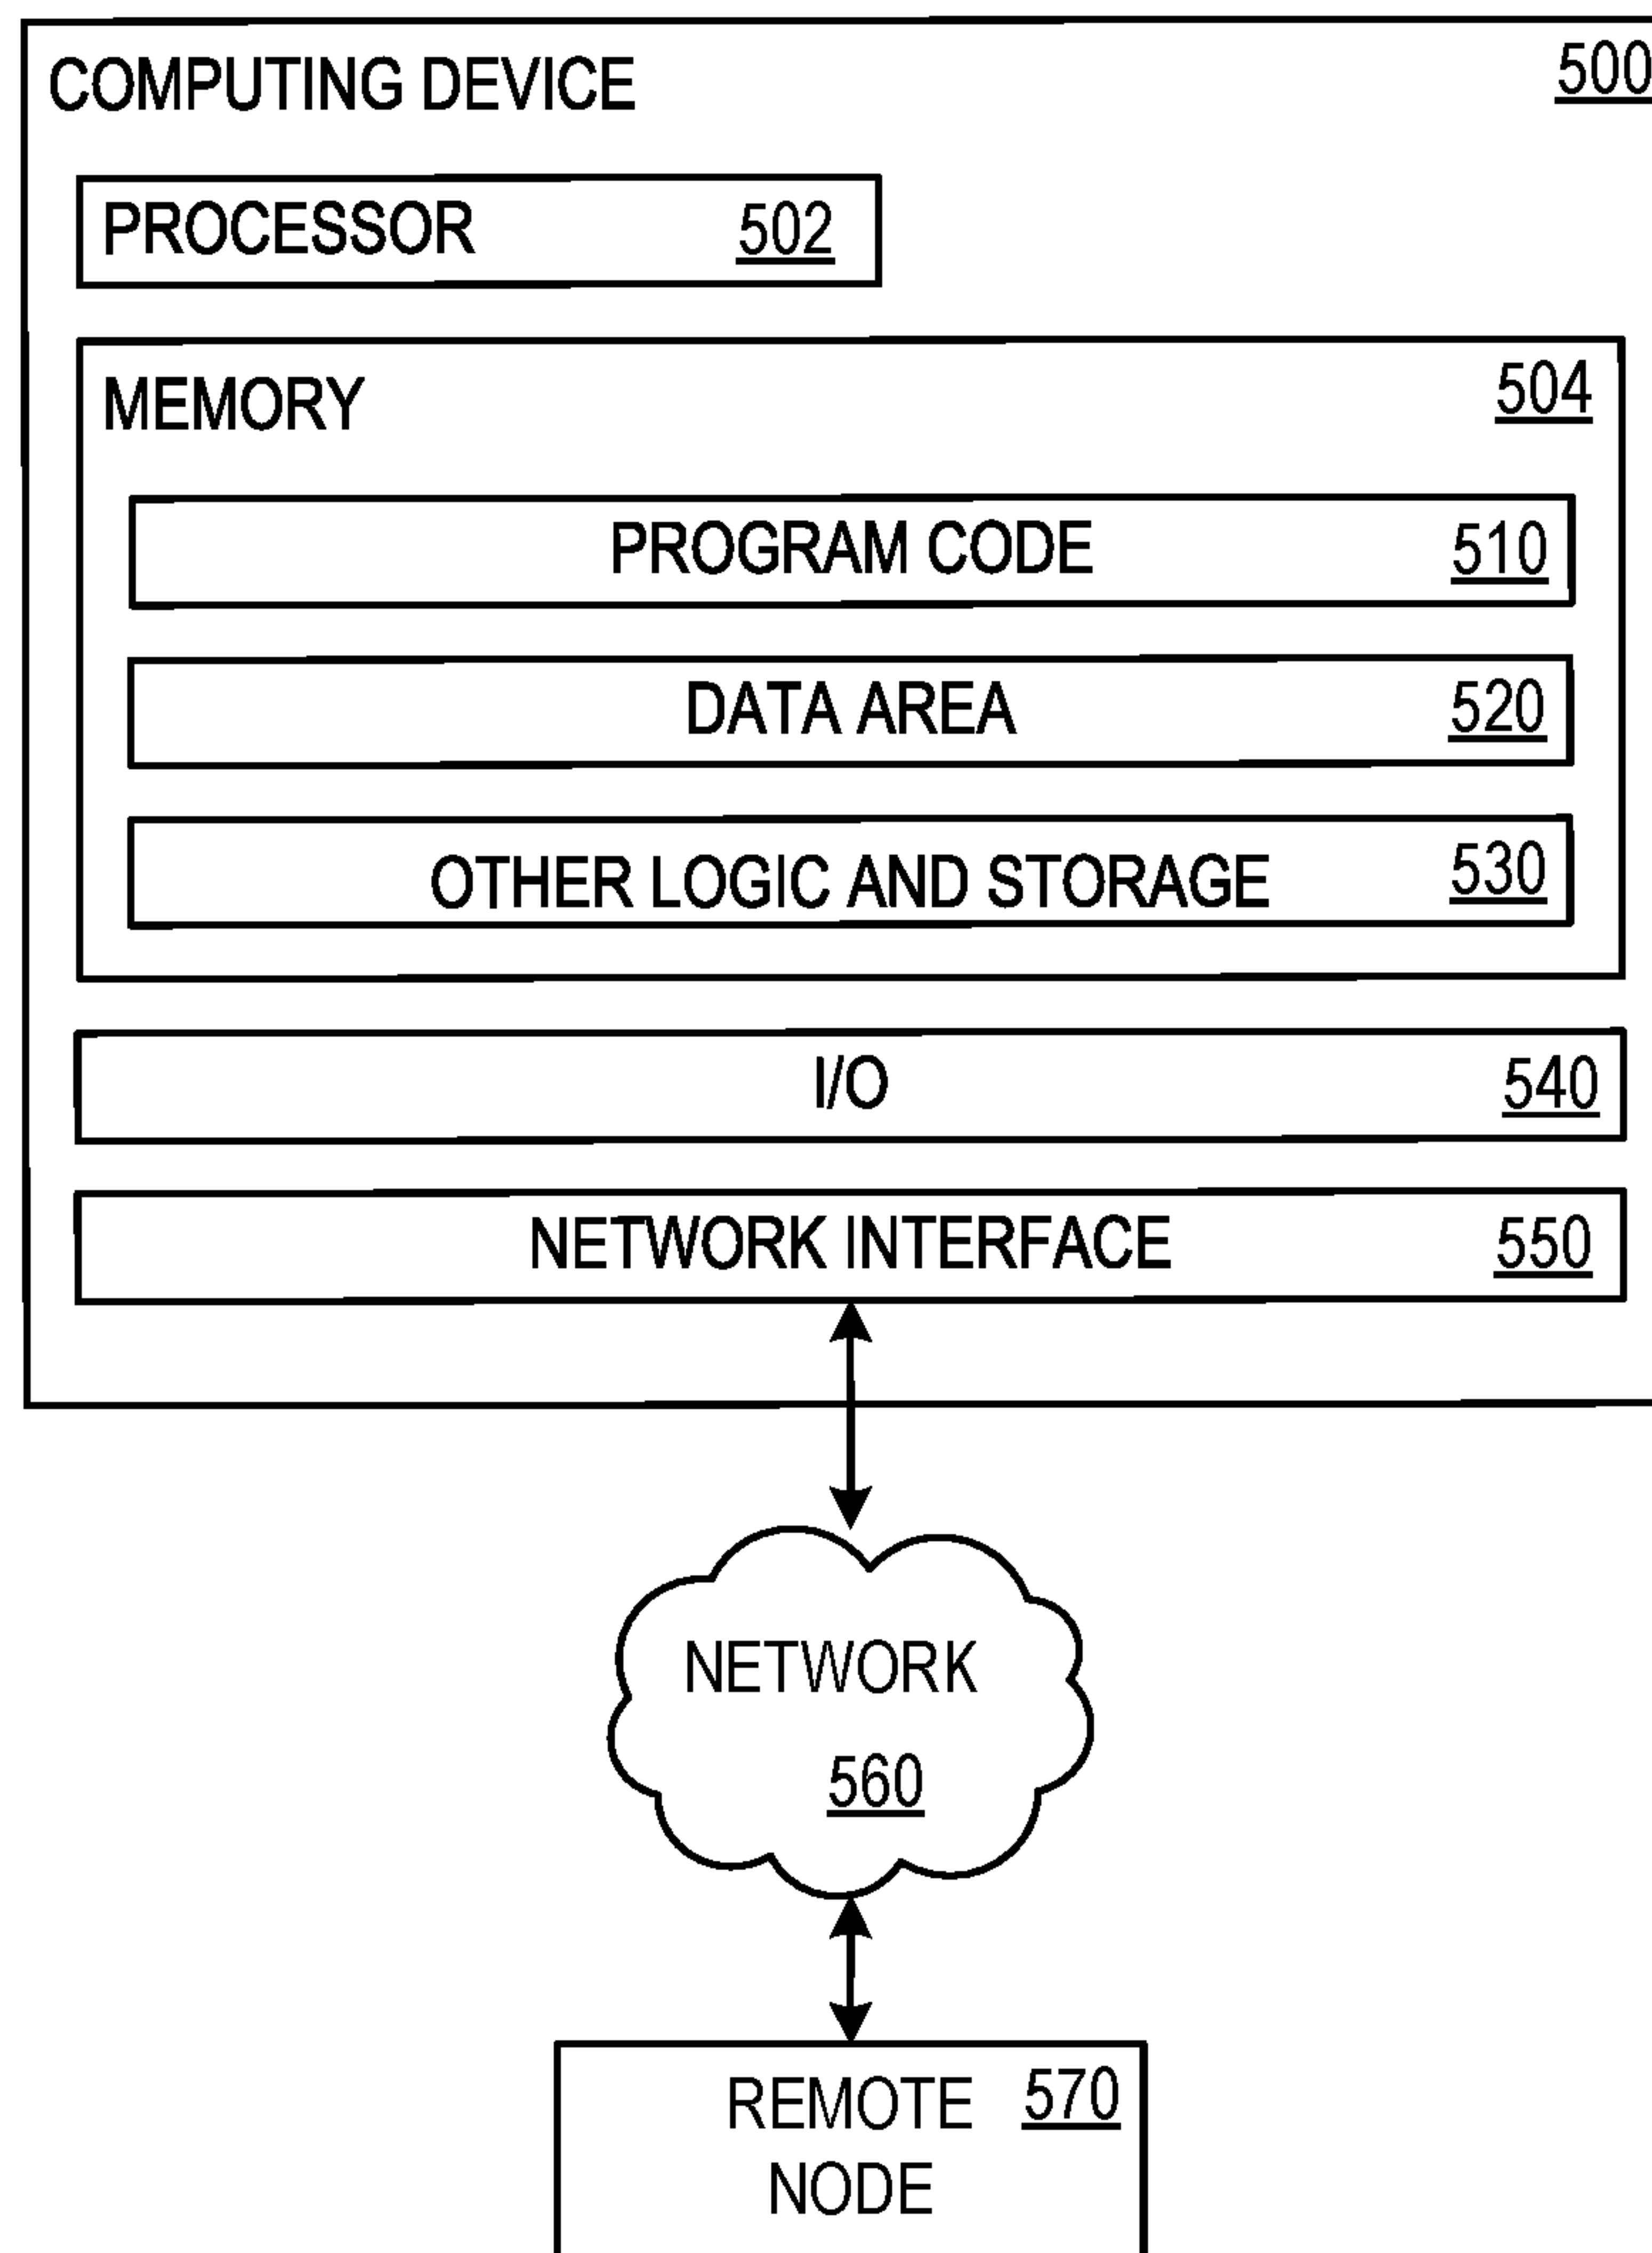 COMPUTING DEVICE 500
PROCESSOR 502
MEMORY 504
PROGRAM CODE 510
DATA AREA 520
OTHER LOGIC AND STORAGE 530
I/O 540
NETWORK INTERFACE 550
NETWORK
560
REMOTE 570
NODE